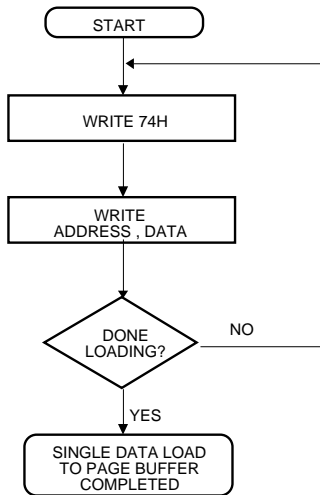 START
WRITE 74H
WRITE
ADDRESS , DATA
DONE
LOADING?
NO
YES
SINGLE DATA LOAD
TO PAGE BUFFER
COMPLETED